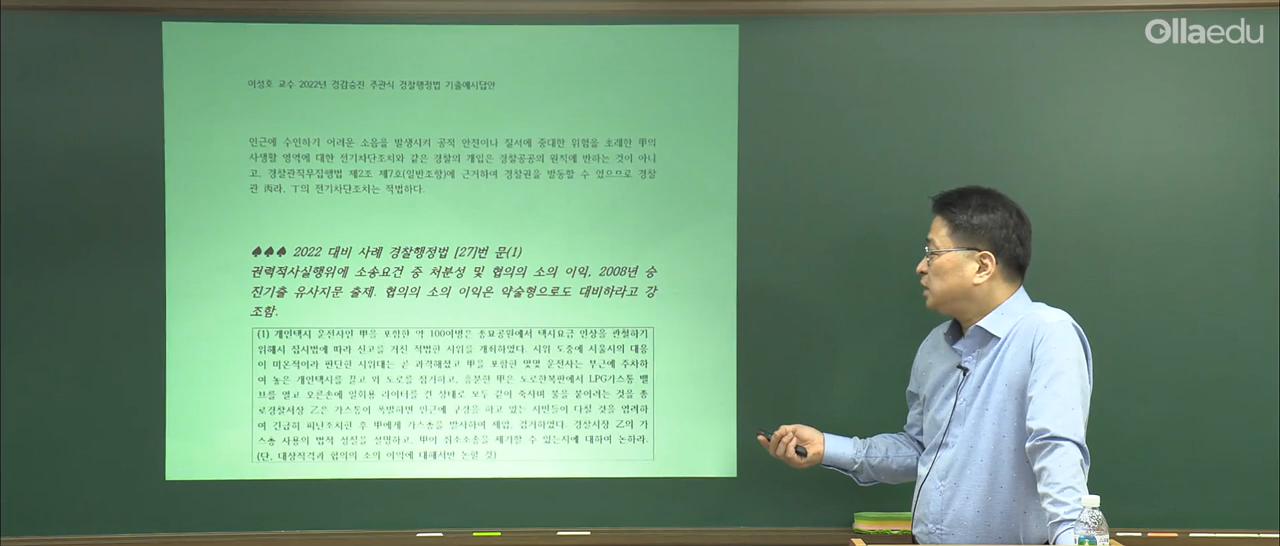 Ollaedu
이성호 교수 2022년 경감승진 주관식 경찰행정법 기출예시답안
인근에 수인하기 어려운 소음을 발생시켜 공적 안전이나 질서에 중대한 위험을 초래한 甲의
사생활 영역에 대한 전기차단조치와 같은 경찰의 개입은 경찰공공의 원칙에 반하는 것이 아니
고, 경찰관직무집행법 제2조 제7호(일반조항)에 근거하여 경찰권을 발동할 수 있으므로 경찰
관 丙라, 丁의 전기차단조치는 적법하다.
♠♠♠ 2022 대비 사례 경찰행정법 [27]번 문(1)
권력적사실행위에 소송요건 중 처분성 및 협의의 소의 이익, 2008년 승
진기출 유사지문 출제. 협의의 소의 이익은 약술형으로도 대비하라고 강
조함.
(1) 개인택시 운전사인 甲을 포함한 약 100여명은 종묘공원에서 택시요금 인상을 관철하기
위해서 집시법에 따라 신고를 거친 적법한 시위를 개최하였다. 시위 도중에 서울시의 대응
이 미온적이라 판단한 시위대는 곧 과격해졌고 甲을 포함한 몇몇 운전사는 부근에 주차하
여 놓은 개인택시를 끌고 와 도로를 점거하고, 흥분한 甲은 도로한복판에서 LPG가스통 밸
브를 열고 오른손에 일회용 라이터를 켠 상태로 모두 같이 죽자며 불을 붙이려는 것을 종
로경찰서장 乙은 가스통이 폭발하면 인근에 구경을 하고 있는 시민들이 다칠 것을 염려하
여 긴급히 피난조치한 후 甲에게 가스총을 발사하여 제압, 검거하였다. 경찰서장 乙의 가
스총 사용의 법적 성질을 설명하고, 甲이 취소소송을 제기할 수 있는지에 대하여 논하라.
(단, 대상적격과 협의의 소의 이익에 대해서만 논할 것)